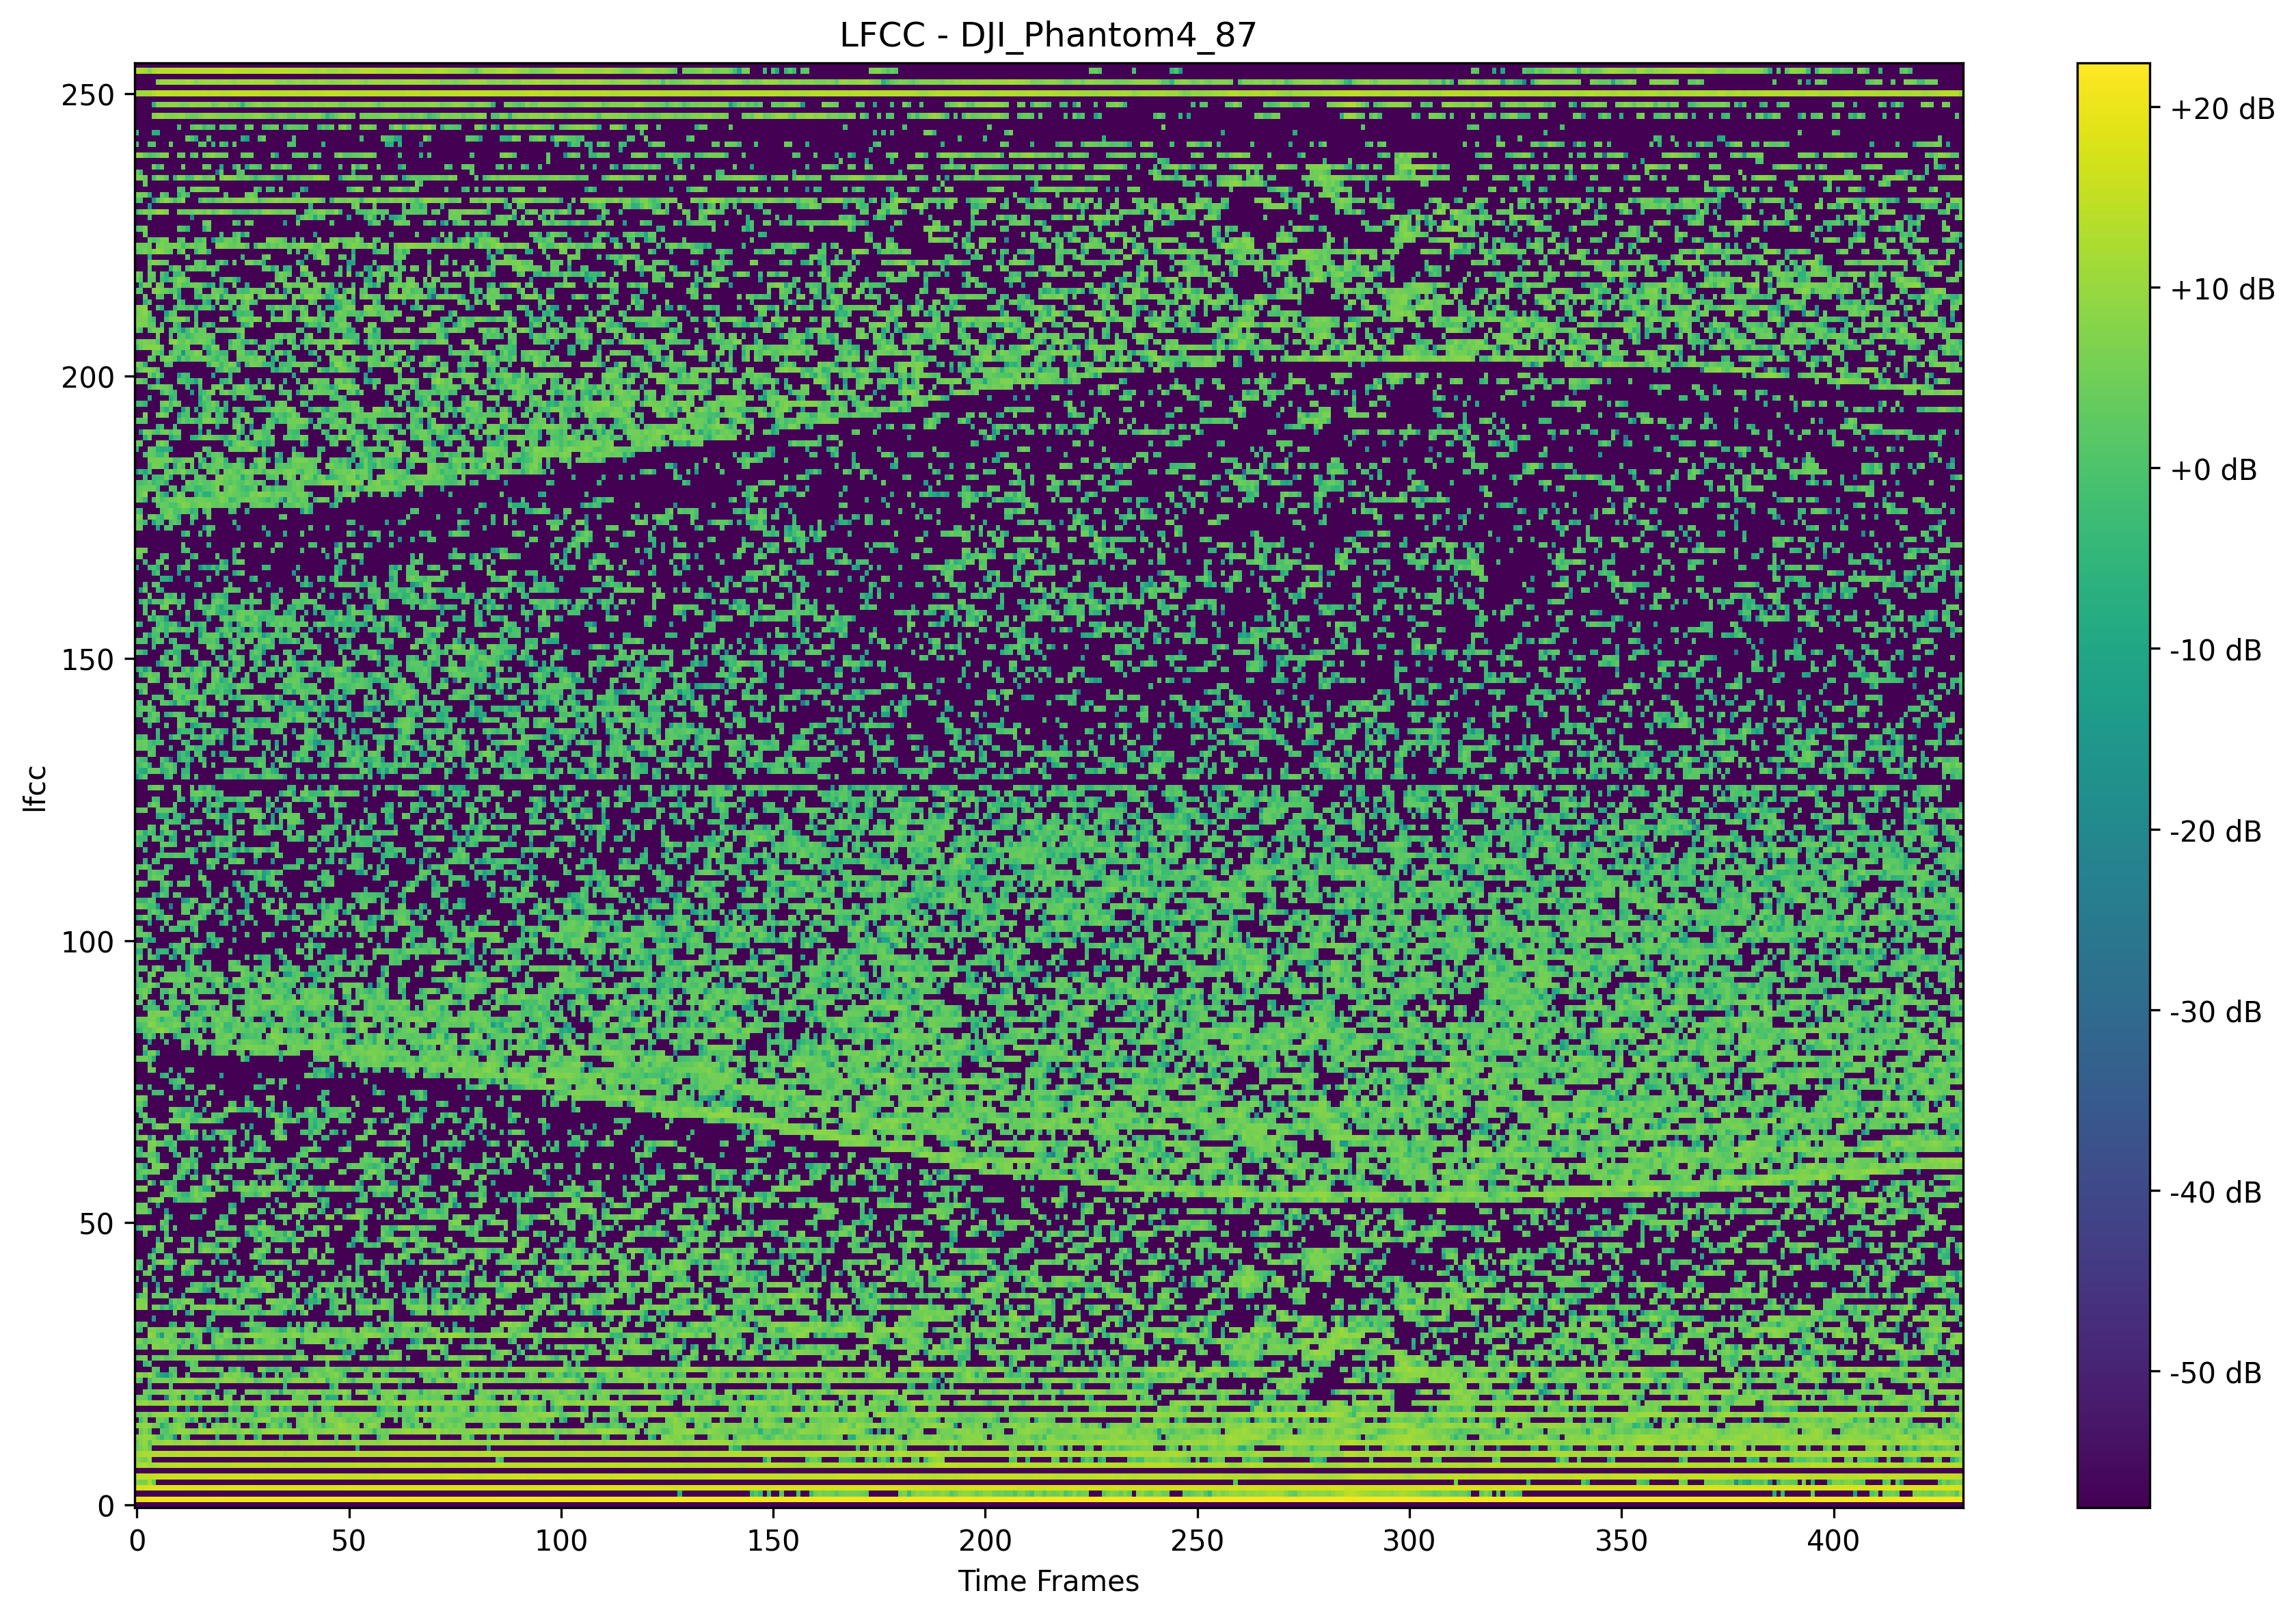 LFCC - DJI_Phantom4_87
250
200
150
100
50
0
lfcc
0 50 100 150 200 250 300 350 400
Time Frames
+20 dB
+10 dB
+0 dB
-10 dB
-20 dB
-30 dB
-40 dB
-50 dB